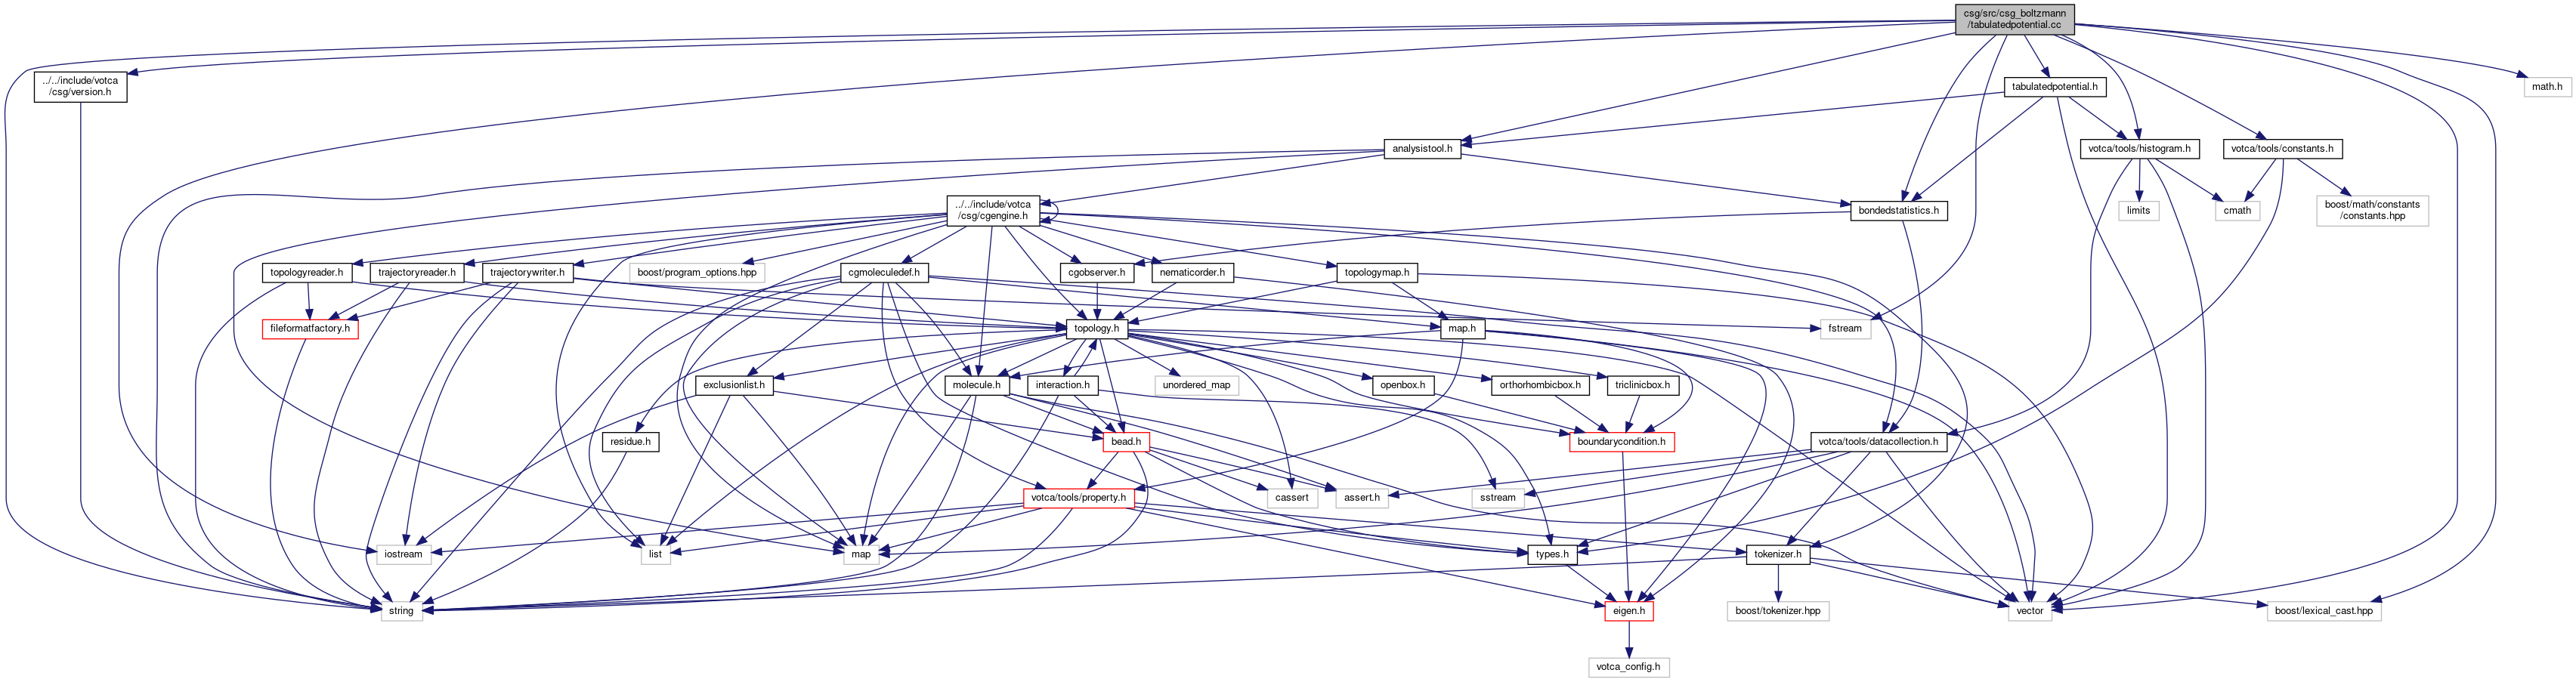 csg/src/csg_boltzmann
/tabulatedpotential.cc
../../include/votca
/csg/version.h
tabulatedpotential.h
math.h
analysistool.h
votca/tools/histogram.h
votca/tools/constants.h
../../include/votca
/csg/cgengine.h
bondedstatistics.h
limits
cmath
boost/math/constants
/constants.hpp
topologyreader.h
trajectoryreader.h
trajectorywriter.h
boost/program_options.hpp
cgmoleculedef.h
cgobserver.h
nematicorder.h
topologymap.h
fileformatfactory.h
topology.h
map.h
fstream
exclusionlist.h
molecule.h
interaction.h
unordered_map
openbox.h
orthorhombicbox.h
triclinicbox.h
residue.h
bead.h
boundarycondition.h
votca/tools/datacollection.h
votca/tools/property.h
cassert
assert.h
sstream
iostream
list
map
types.h
tokenizer.h
string
eigen.h
boost/tokenizer.hpp
vector
boost/lexical_cast.hpp
votca_config.h